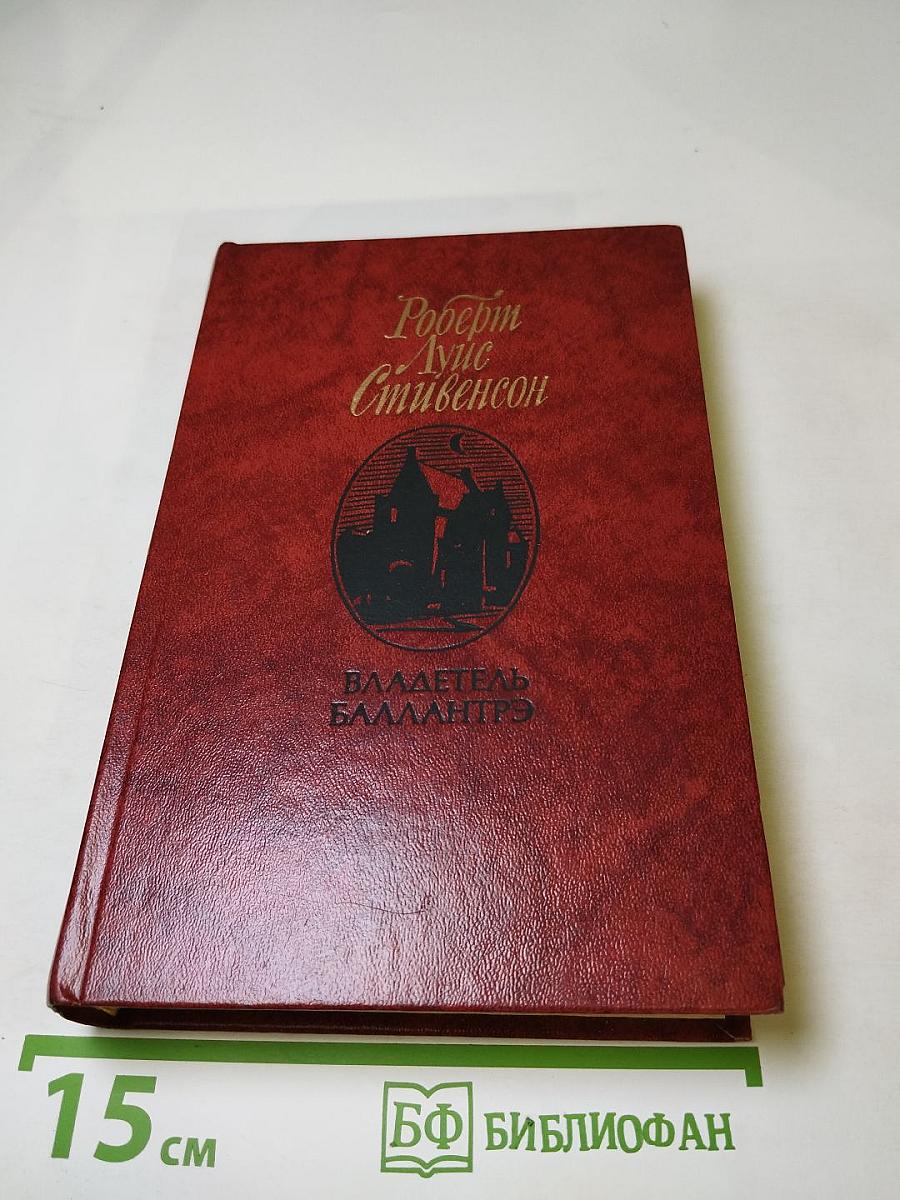 Роберт
Луис
Стивенсон
ВЛАДЕТЕЛЬ
БАЛЛАНТРЭ
15 см
БФ БИБЛИОФАН